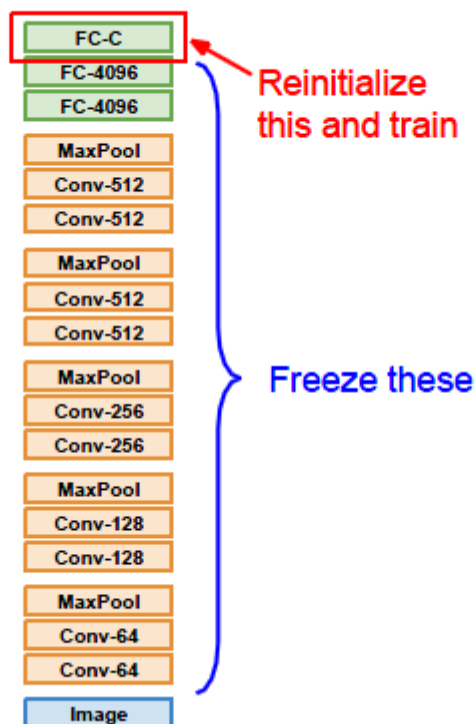 FC-C
FC-4096
FC-4096
Reinitialize
this and train
MaxPool
Conv-512
Conv-512
MaxPool
Conv-512
Conv-512
MaxPool
Freeze these
Conv-256
Conv-256
MaxPool
Conv-128
Conv-128
MaxPool
Conv-64
Conv-64
Image